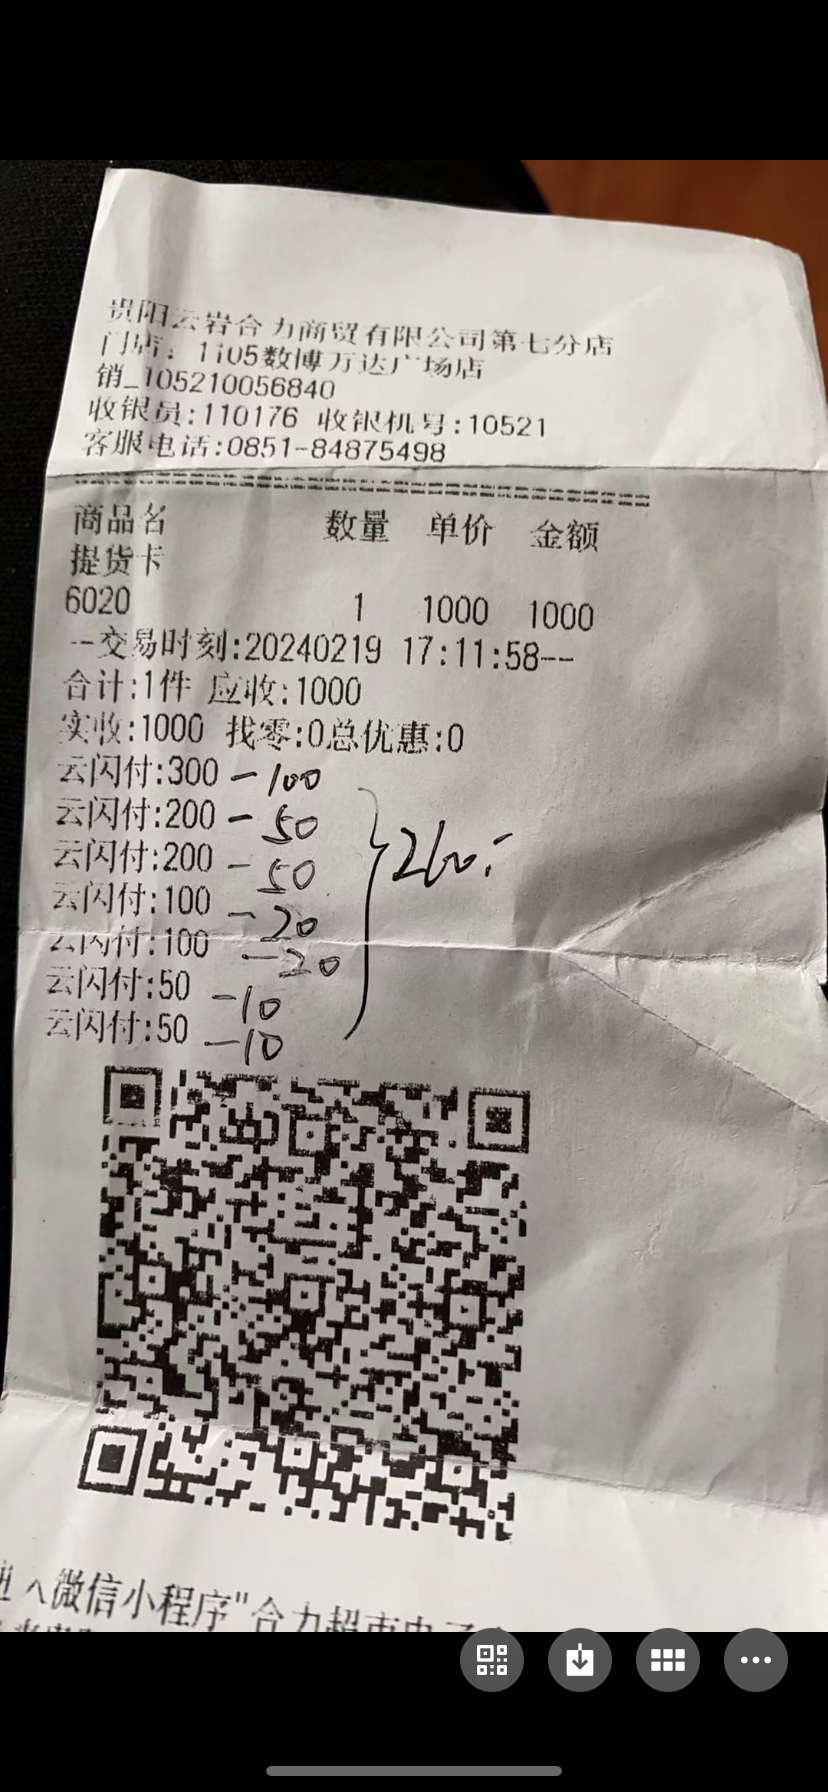 贵阳云岩合力商贸有限公司第七分店
门店：1105数博万达广场店
销_105210056840
收银员:110176 收银机号:10521
客服电话:0851-84875498
商品名 数量 单价 金额
提货卡
6020 1 1000 1000
--交易时刻:20240219 17:11:58--
合计:1件 应收:1000
实收:1000 找零:0总优惠:0
云闪付:300 -100
云闪付:200 -50
云闪付:200 -50 260.
云闪付:100 -20
云闪付:100 -20
云闪付:50 -10
云闪付:50 -10
进入微信小程序"合力超市电子